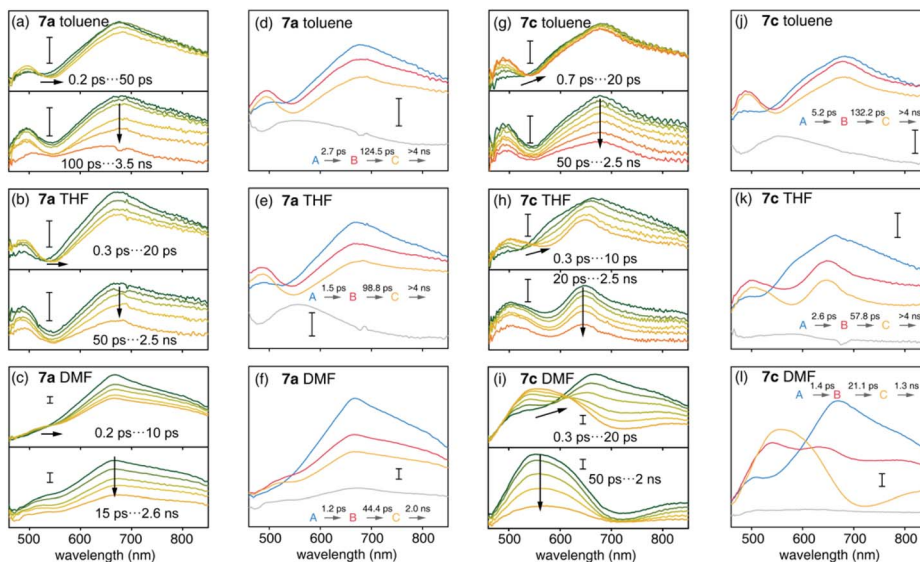 (a) 7a toluene
0.2 ps···50 ps
100 ps···3.5 ns
(b) 7a THF
0.3 ps···20 ps
50 ps···2.5 ns
(c) 7a DMF
0.2 ps···10 ps
15 ps···2.6 ns
500 600 700 800
wavelength (nm)
(d) 7a toluene
2.7 ps 124.5 ps >4 ns
A B C
(e) 7a THF
1.5 ps 98.8 ps >4 ns
A B C
(f) 7a DMF
1.2 ps 44.4 ps 2.0 ns
A B C
500 600 700 800
wavelength (nm)
(g) 7c toluene
0.7 ps···20 ps
50 ps···2.5 ns
(h) 7c THF
0.3 ps···10 ps
20 ps···2.5 ns
(i) 7c DMF
0.3 ps···20 ps
50 ps···2 ns
500 600 700 800
wavelength (nm)
(j) 7c toluene
5.2 ps 132.2 ps >4 ns
A B C
(k) 7c THF
2.6 ps 57.8 ps >4 ns
A B C
(l) 7c DMF
1.4 ps 21.1 ps 1.3 ns
A B C
500 600 700 800
wavelength (nm)